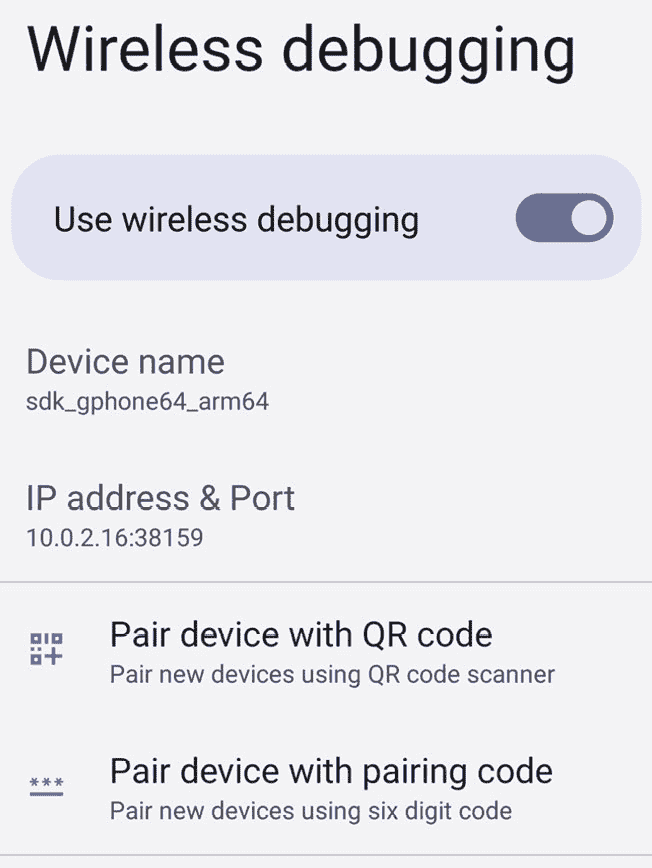 Wireless debugging
Use wireless debugging
Device name
sdk_gphone64_arm64
IP address & Port
10.0.2.16:38159
Pair device with QR code
Pair new devices using QR code scanner
***
Pair device with pairing code
Pair new devices using six digit code